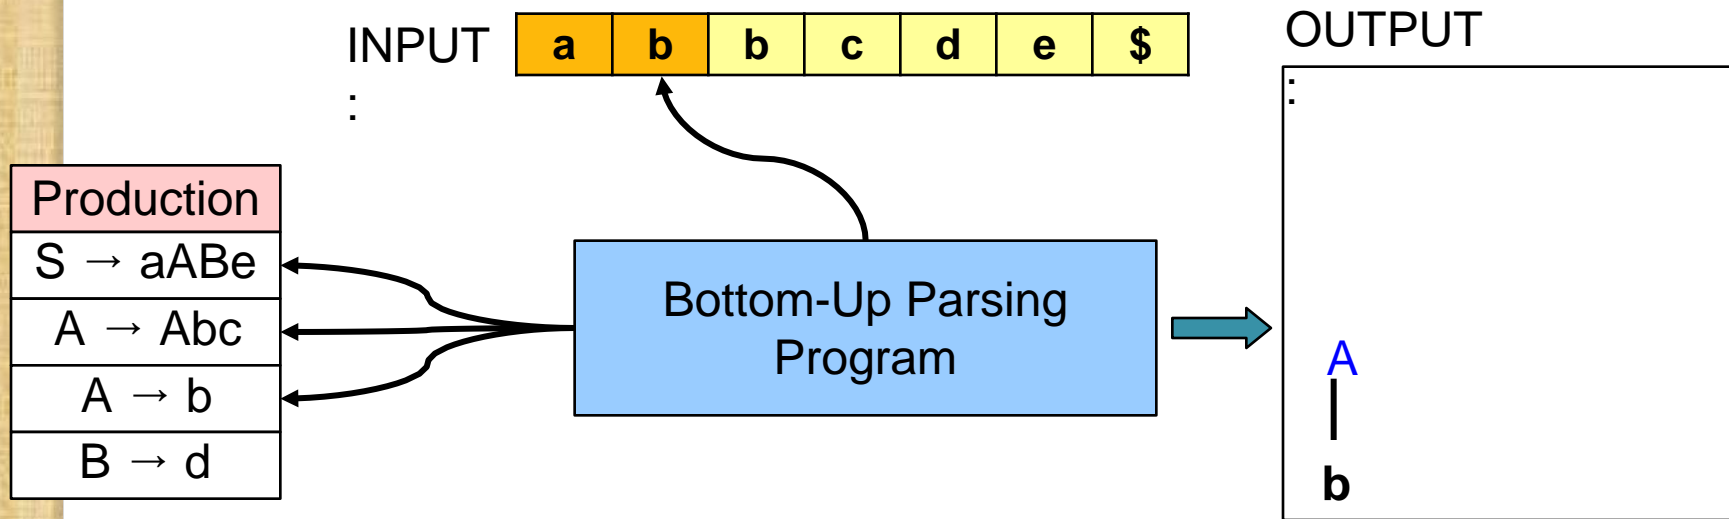 INPUT
:
a b b c d e $
OUTPUT
:
Production
S → aABe
A → Abc
A → b
B → d
Bottom-Up Parsing
Program
A
b